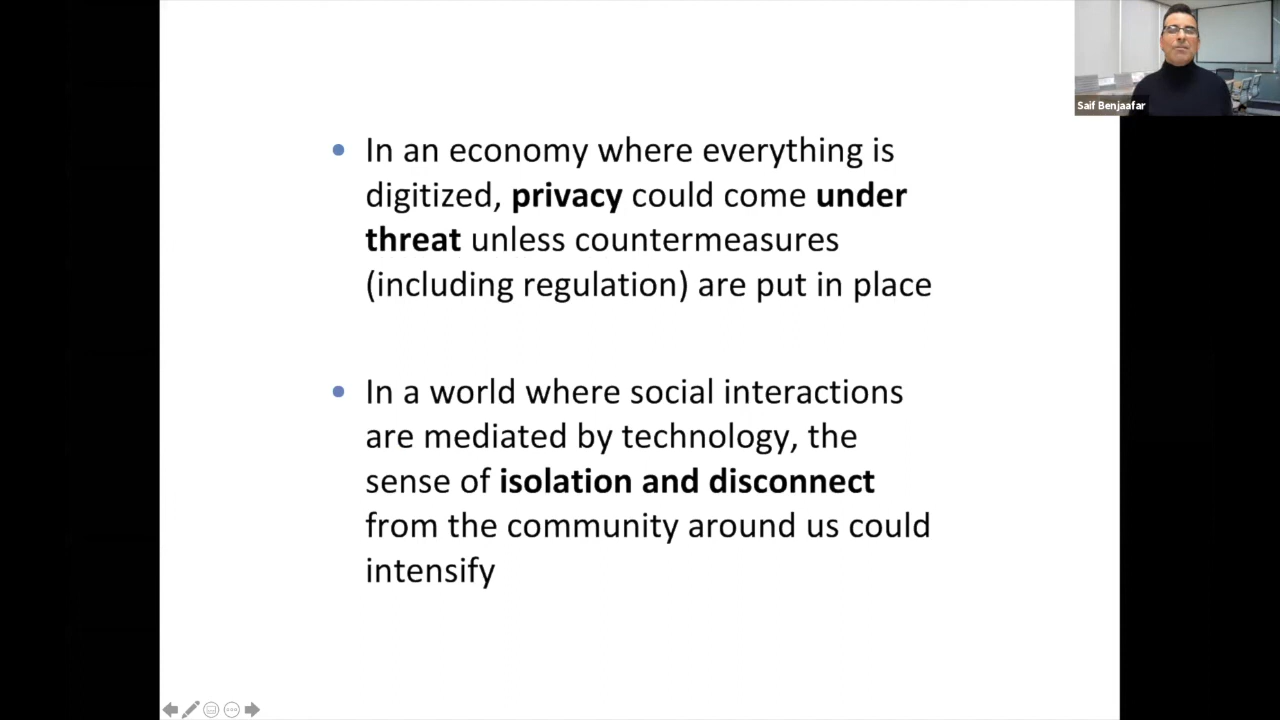 Saif Benjaafar
• In an economy where everything is
digitized, privacy could come under
threat unless countermeasures
(including regulation) are put in place
• In a world where social interactions
are mediated by technology, the
sense of isolation and disconnect
from the community around us could
intensify